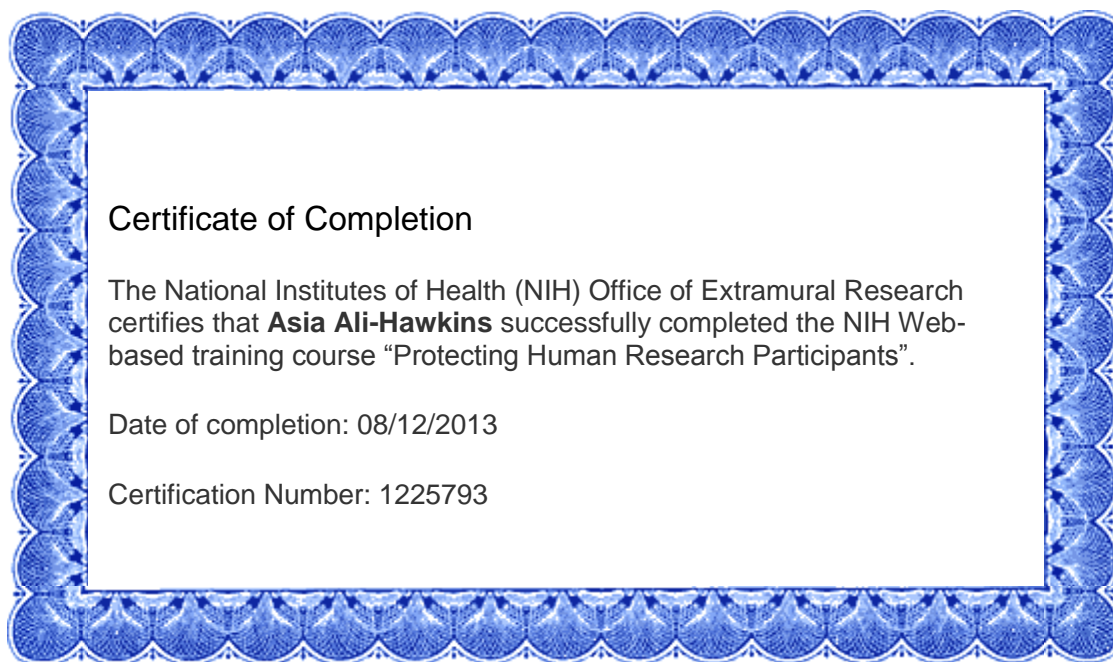 Certificate of Completion
The National Institutes of Health (NIH) Office of Extramural Research
certifies that Asia Ali-Hawkins successfully completed the NIH Web-
based training course “Protecting Human Research Participants”.
Date of completion: 08/12/2013
Certification Number: 1225793